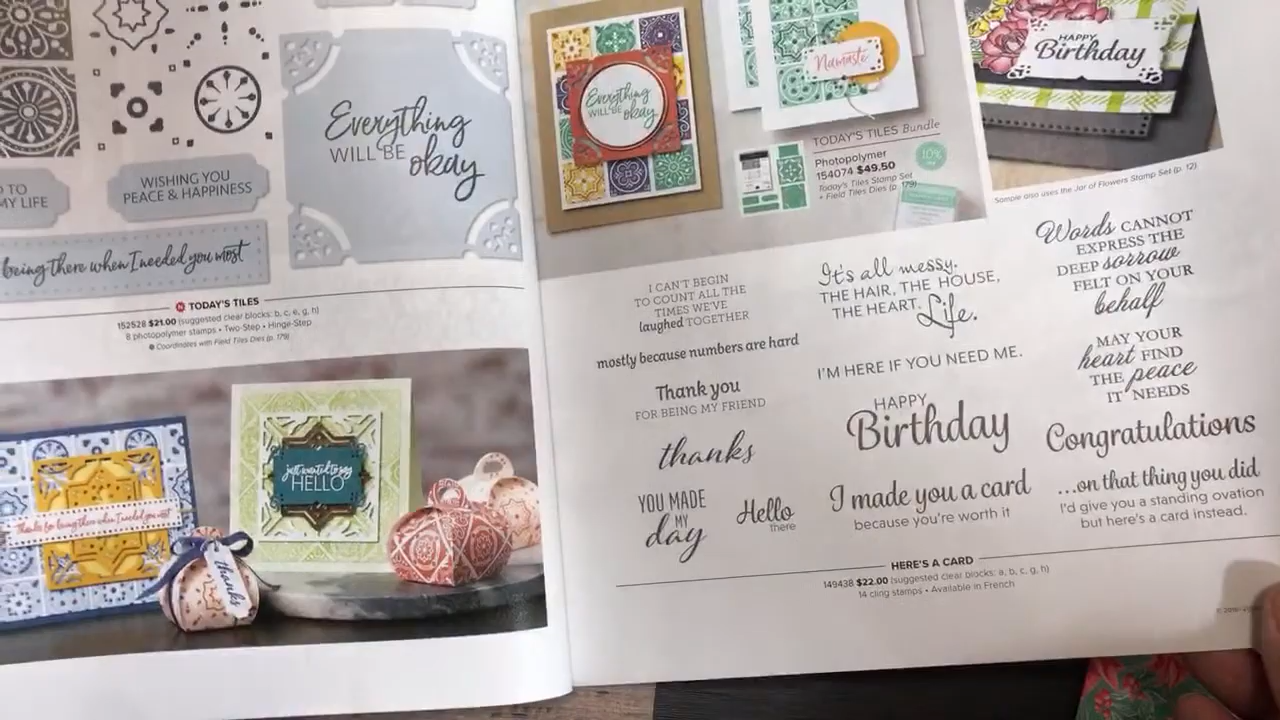 Everything
WILL BE okay
D TO
MY LIFE
WISHING YOU
PEACE & HAPPINESS
being there when I needed you most
TODAY'S TILES
152528 $21.00 (suggested clear blocks: b, c, e, g, h)
8 photopolymer stamps • Two-Step • Hinge-Step
Coordinates with Field Tiles Dies (p. 179)
Thanks for being there when I needed you most
thanks
just wanted to say
HELLO
Everything
WILL BE okay
Namaste
TODAY'S TILES Bundle
Photopolymer
154074 $49.50
Today's Tiles Stamp Set
+ Field Tiles Dies (p. 179)
10%
HAPPY
Birthday
Sample also uses the Jar of Flowers Stamp Set (p. 12)
I CAN'T BEGIN
TO COUNT ALL THE
TIMES WE'VE
laughed TOGETHER
mostly because numbers are hard
Thank you
FOR BEING MY FRIEND
thanks
YOU MADE
MY
day
Hello
there
It's all messy.
THE HAIR, THE HOUSE,
THE HEART. Life.
I'M HERE IF YOU NEED ME.
HAPPY
Birthday
I made you a card
because you're worth it
Words CANNOT
EXPRESS THE
DEEP sorrow
FELT ON YOUR
behalf
MAY YOUR
heart FIND
THE peace
IT NEEDS
Congratulations
...on that thing you did
I'd give you a standing ovation
but here's a card instead.
HERE'S A CARD
149438 $22.00 (suggested clear blocks: a, b, c, g, h)
14 cling stamps • Available in French